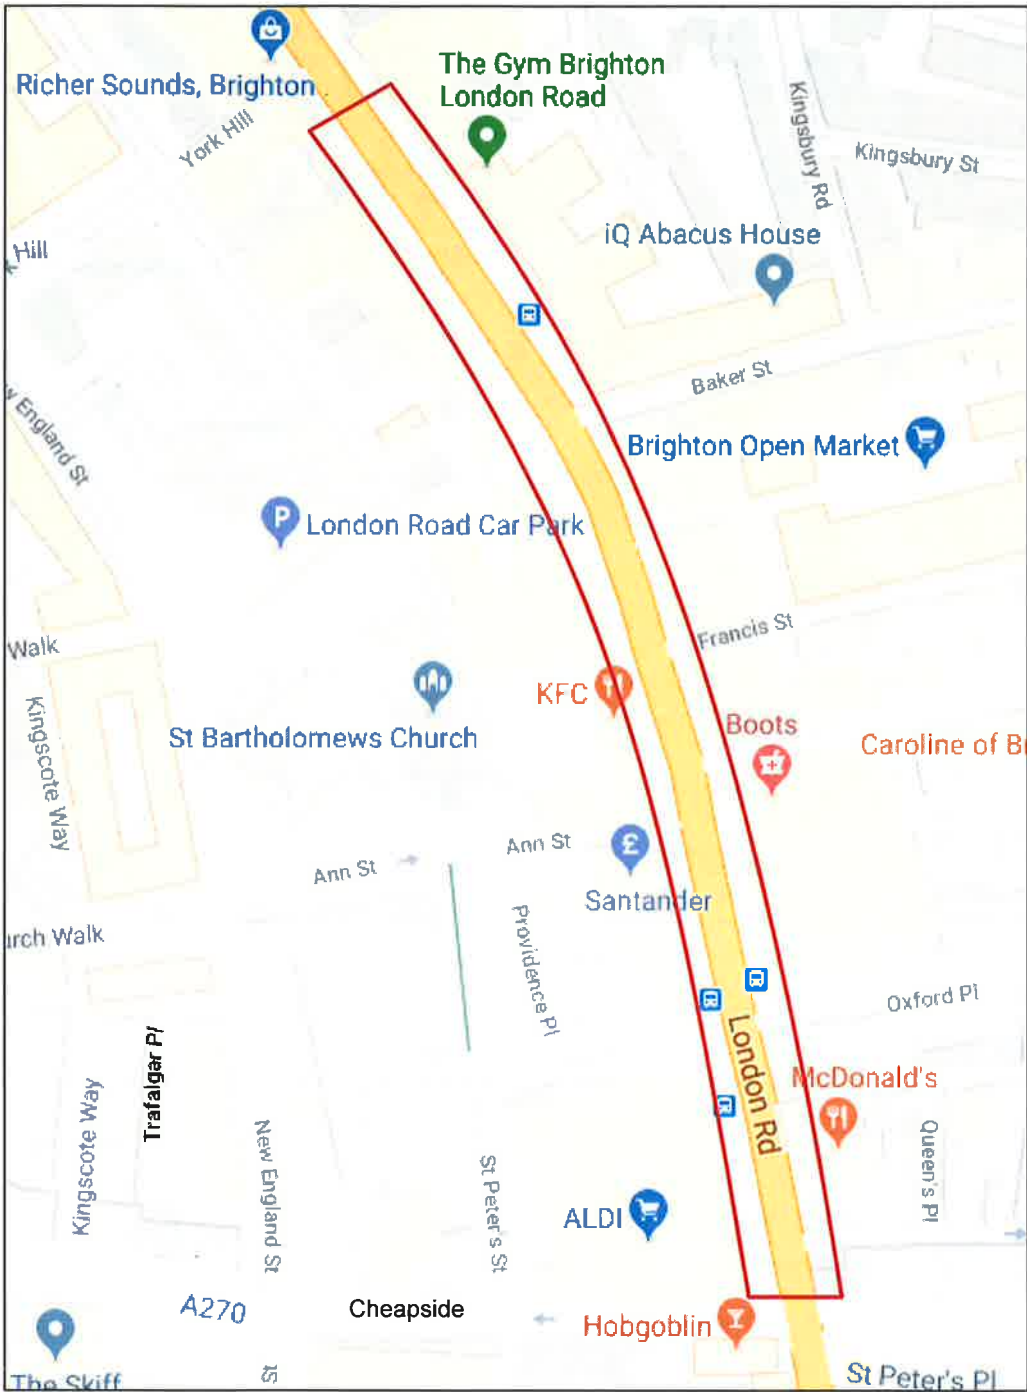 Richer Sounds, Brighton
The Gym Brighton
London Road
York Hill
Kingsbury Rd
Kingsbury St
Hill
iQ Abacus House
Baker St
England St
Brighton Open Market
P
London Road Car Park
Francis St
Walk
KFC
Kingscote Way
St Bartholomews Church
Boots
Caroline of
Ann St
Ann St
£
Santander
Providence Pl
Walk
Oxford Pl
London Rd
Trafalgar Pl
McDonald's
Kingscote Way
New England St
St Peter's St
Queen's Pl
ALDI
A270
Cheapside
Hobgoblin
St
The Skiff
St Peter's Pl